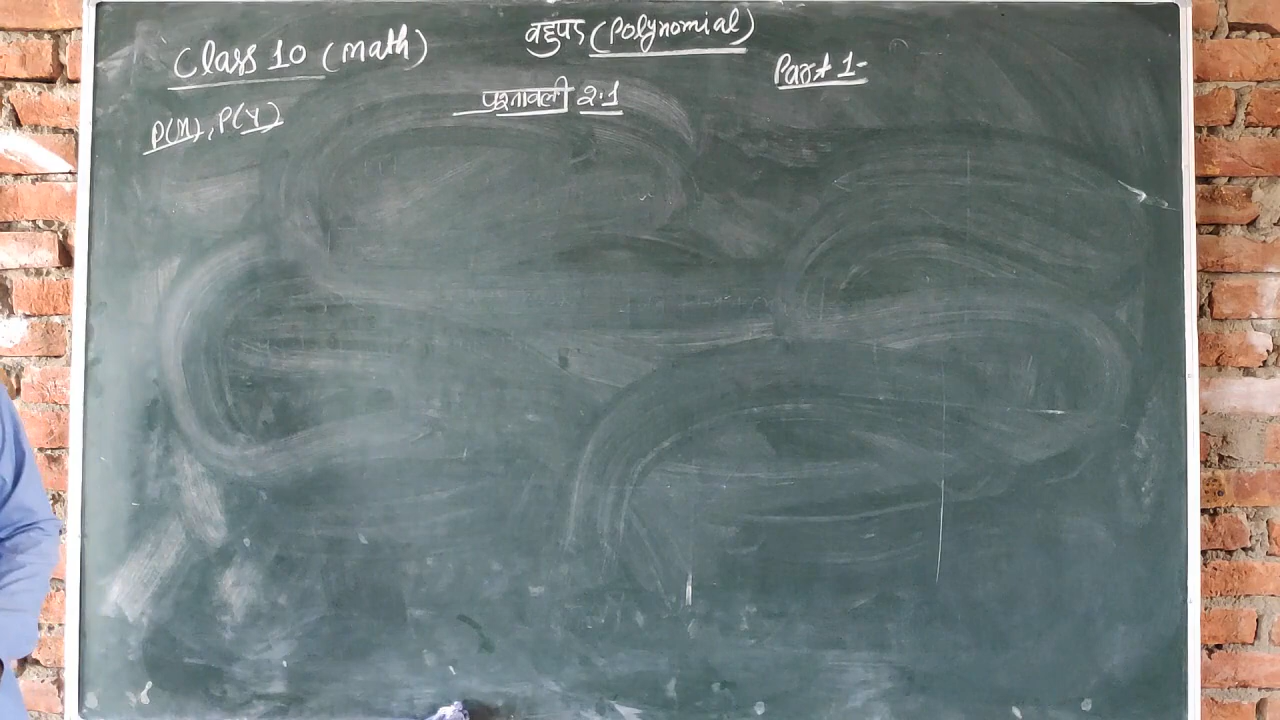 Class 10 (math)
बहुपद (Polynomial)
Part 1-
प्रश्नावली 2.1
P(x), P(y)